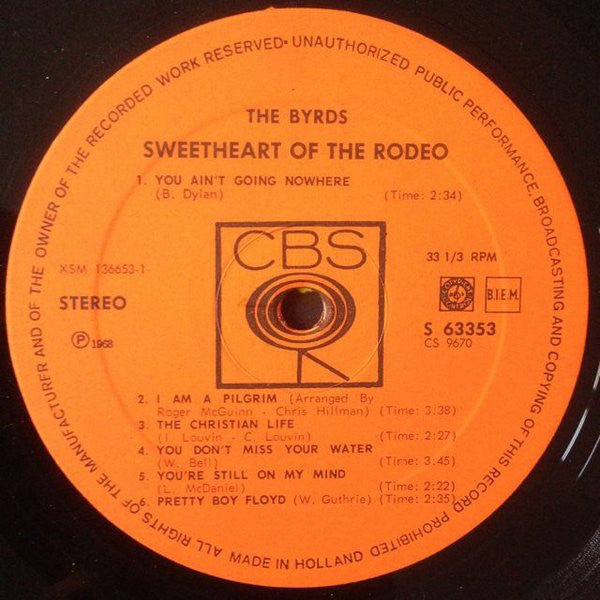 ALL RIGHTS OF THE MANUFACTURER AND OF THE OWNER OF THE RECORDED WORK RESERVED • UNAUTHORIZED PUBLIC PERFORMANCE, BROADCASTING AND COPYING OF THIS RECORD PROHIBITED
THE BYRDS
SWEETHEART OF THE RODEO
1. YOU AIN'T GOING NOWHERE
(B. Dylan) (Time: 2:34)
CBS
XSM 136653-1
33 1/3 RPM
STEREO
B.I.E.M.
S 63353
CS 9670
Ⓟ 1968
2. I AM A PILGRIM (Arranged By
Roger McGuinn - Chris Hillman) (Time: 3:38)
3. THE CHRISTIAN LIFE
(I. Louvin - C. Louvin) (Time: 2:27)
4. YOU DON'T MISS YOUR WATER
(W. Bell) (Time: 3:45)
5. YOU'RE STILL ON MY MIND
(L. McDaniel) (Time: 2:22)
6. PRETTY BOY FLOYD (W. Guthrie) (Time: 2:35)
MADE IN HOLLAND